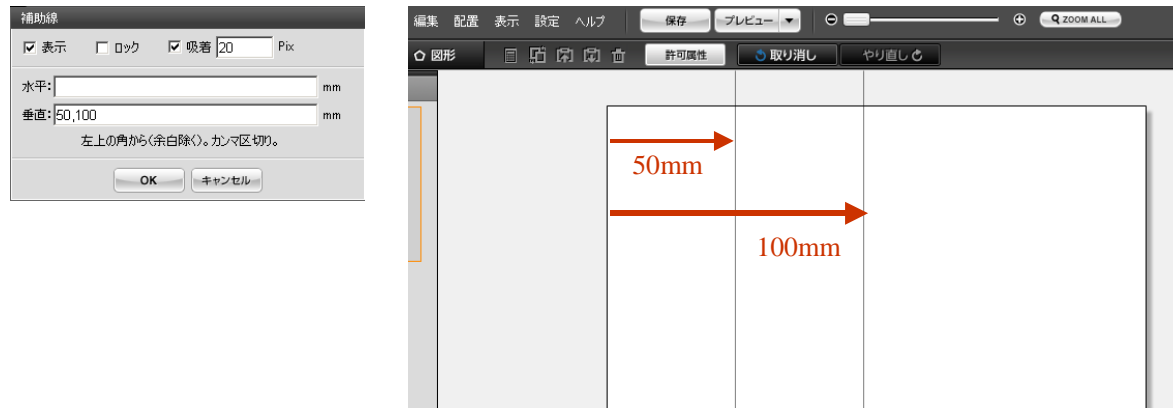 補助線
表示 ロック 吸着 20 Pix
水平: mm
垂直: 50,100 mm
左上の角から(余白除く)。カンマ区切り。
OK キャンセル
編集 配置 表示 設定 ヘルプ 保存 プレビュー ZOOM ALL
図形 許可属性 取り消し やり直し
50mm
100mm